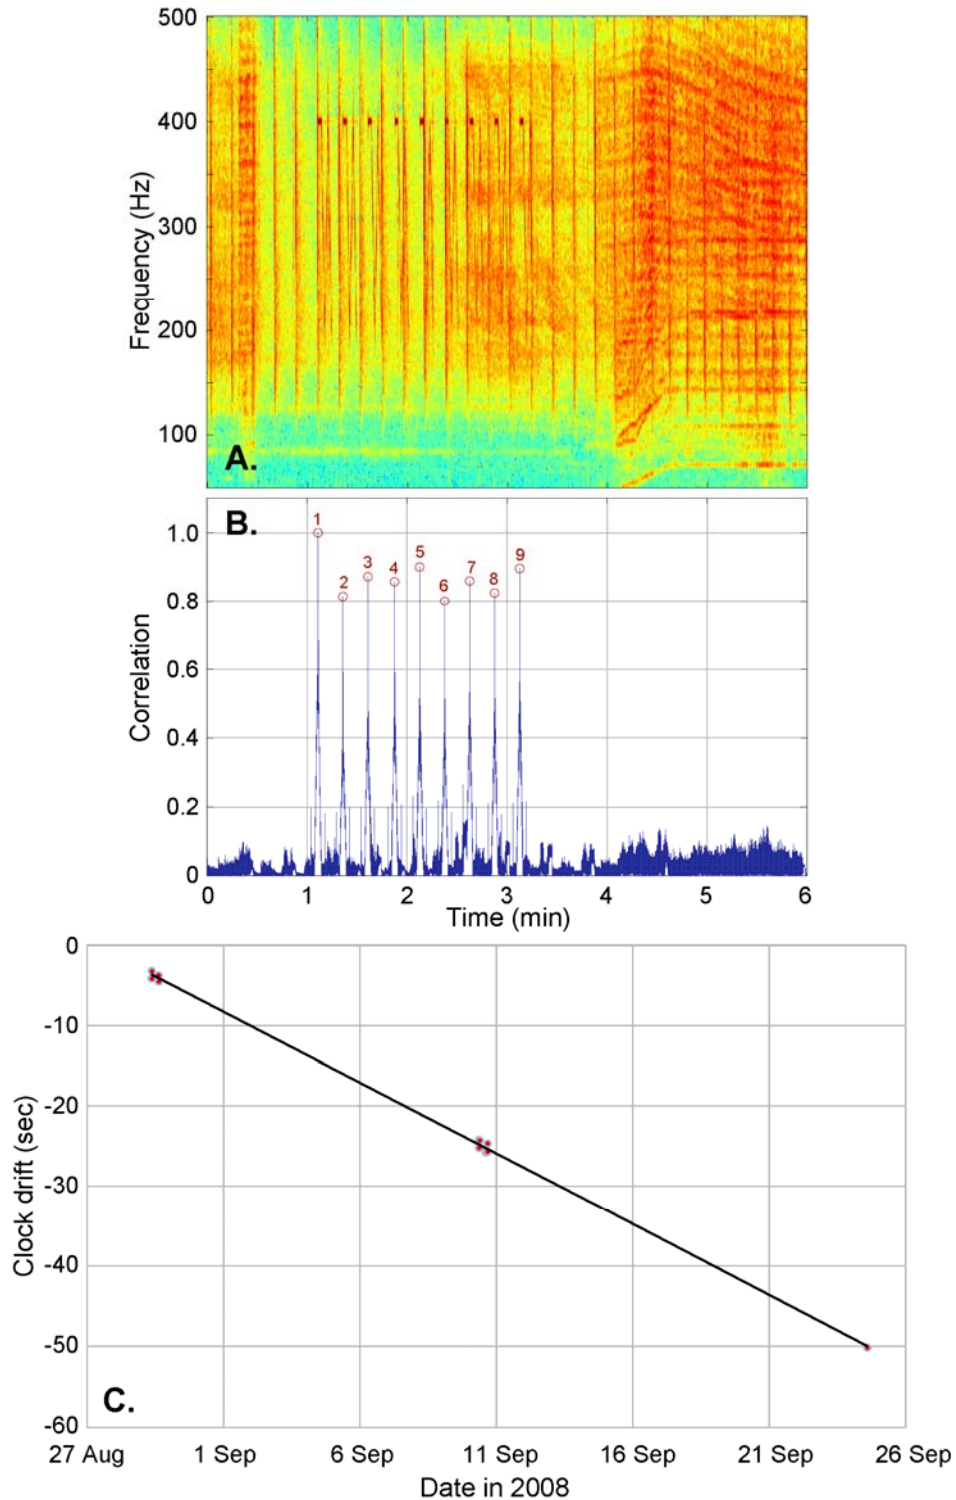 500
400
300
200
100
Frequency (Hz)
A.
B.
1.0
0.8
0.6
0.4
0.2
0
Correlation
1
2
3
4
5
6
7
8
9
0 1 2 3 4 5 6
Time (min)
0
-10
-20
-30
-40
-50
-60
Clock drift (sec)
C.
27 Aug 1 Sep 6 Sep 11 Sep 16 Sep 21 Sep 26 Sep
Date in 2008